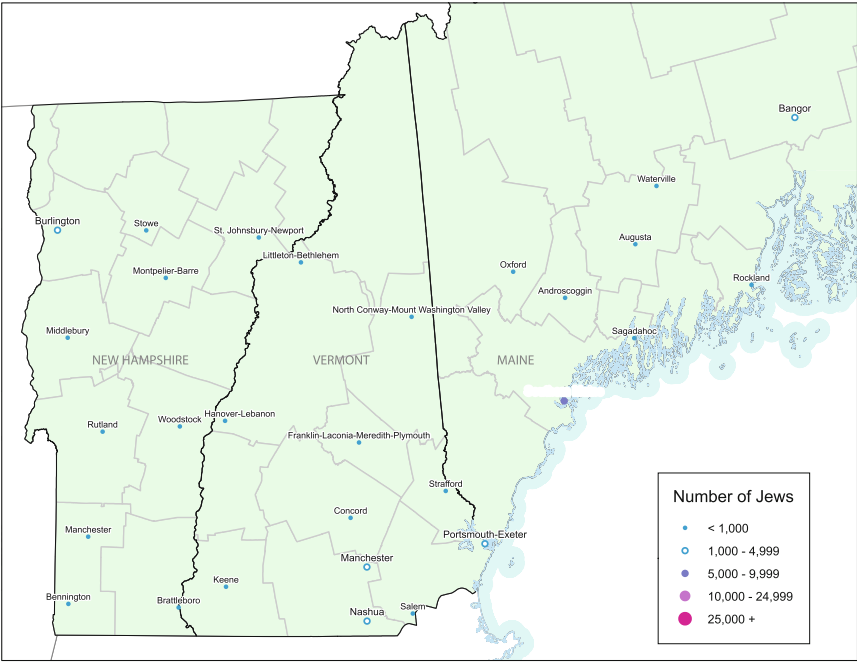 Bangor
Waterville
Burlington
Stowe
St. Johnsbury-Newport
Augusta
Littleton-Bethlehem
Oxford
Montpelier-Barre
Rockland
Androscoggin
North Conway-Mount Washington Valley
Middlebury
Sagadahoc
NEW HAMPSHIRE
VERMONT
MAINE
Hanover-Lebanon
Woodstock
Rutland
Franklin-Laconia-Meredith-Plymouth
Strafford
Concord
Manchester
Portsmouth-Exeter
Manchester
Keene
Bennington
Brattleboro
Nashua
Salem
Number of Jews
< 1,000
1,000 - 4,999
5,000 - 9,999
10,000 - 24,999
25,000 +